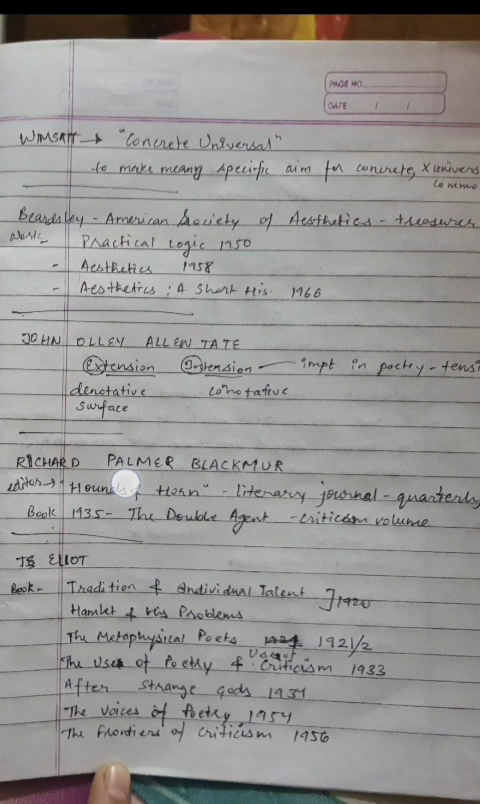 PAGE NO.
DATE / /
WIMSATT → "Concrete Universal"
to make meang specific aim for concrete, X univers
commo
Beardsley - American Society of Aesthetics - treasurer
Work - Practical Logic 1950
- Aesthetics 1958
- Aesthetics : A Short His. 1966
JOHN OLLEY ALLEN TATE
Extension Intension - impt in poetry - tensi
denotative conotative
surface
RICHARD PALMER BLACKMUR
editor → "Hound & Horn" - literary journal - quarterly
Book 1935 - The Double Agent - criticism volume
TS ELIOT
Book - Tradition & Individual Talent ] 1920
Hamlet & His Problems
The Metaphysical Poets 1921/2
The Use of Poetry & Use of Criticism 1933
After Strange Gods 1934
The Voices of Poetry 1954
The Frontiers of Criticism 1956